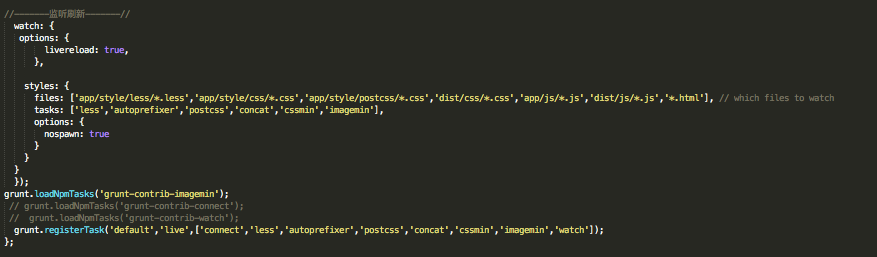 //———————监听刷新———————//
watch: {
options: {
livereload: true,
},
styles: {
files: ['app/style/less/*.less','app/style/css/*.css','app/style/postcss/*.css','dist/css/*.css','app/js/*.js','dist/js/*.js','*.html'], // which files to watch
tasks: ['less','autoprefixer','postcss','concat','cssmin','imagemin'],
options: {
nospawn: true
}
}
}
});
grunt.loadNpmTasks('grunt-contrib-imagemin');
// grunt.loadNpmTasks('grunt-contrib-connect');
//  grunt.loadNpmTasks('grunt-contrib-watch');
grunt.registerTask('default','live',['connect','less','autoprefixer','postcss','concat','cssmin','imagemin','watch']);
};